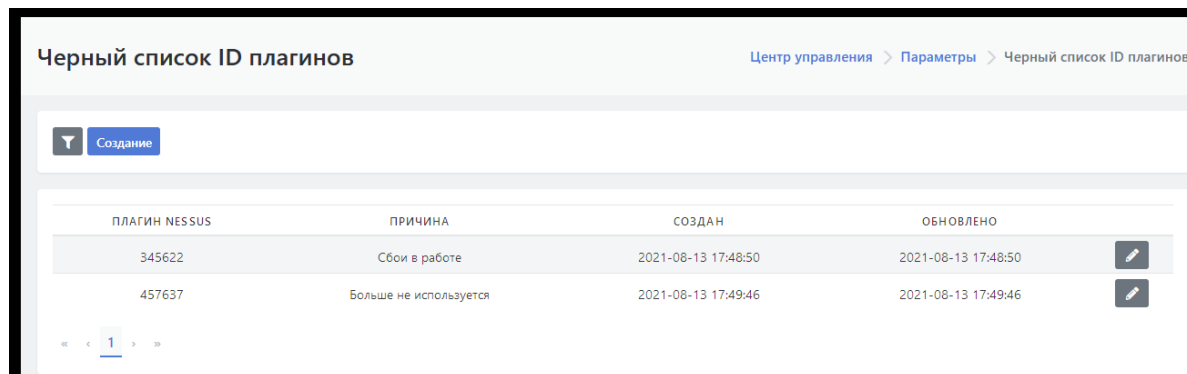 Черный список ID плагинов
Центр управления > Параметры > Черный список ID плагинов
Создание
ПЛАГИН NESSUS ПРИЧИНА СОЗДАН ОБНОВЛЕНО
345622 Сбои в работе 2021-08-13 17:48:50 2021-08-13 17:48:50
457637 Больше не используется 2021-08-13 17:49:46 2021-08-13 17:49:46
« ‹ 1 › »